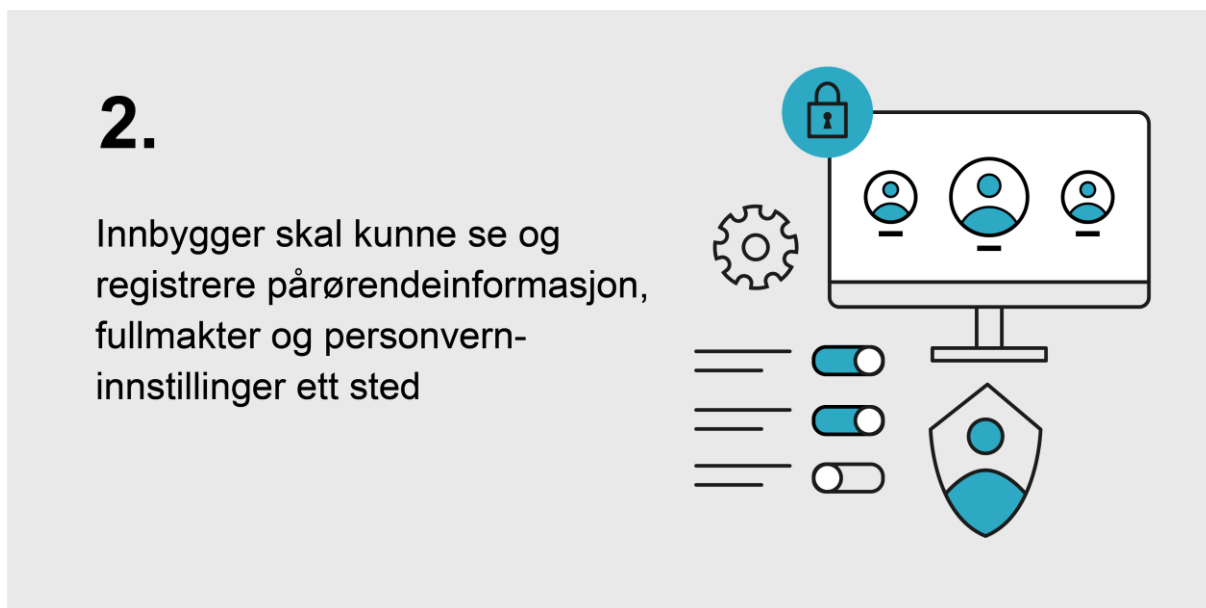 2.
Innbygger skal kunne se og
registrere pårørendeinformasjon,
fullmakter og personvern-
innstillinger ett sted